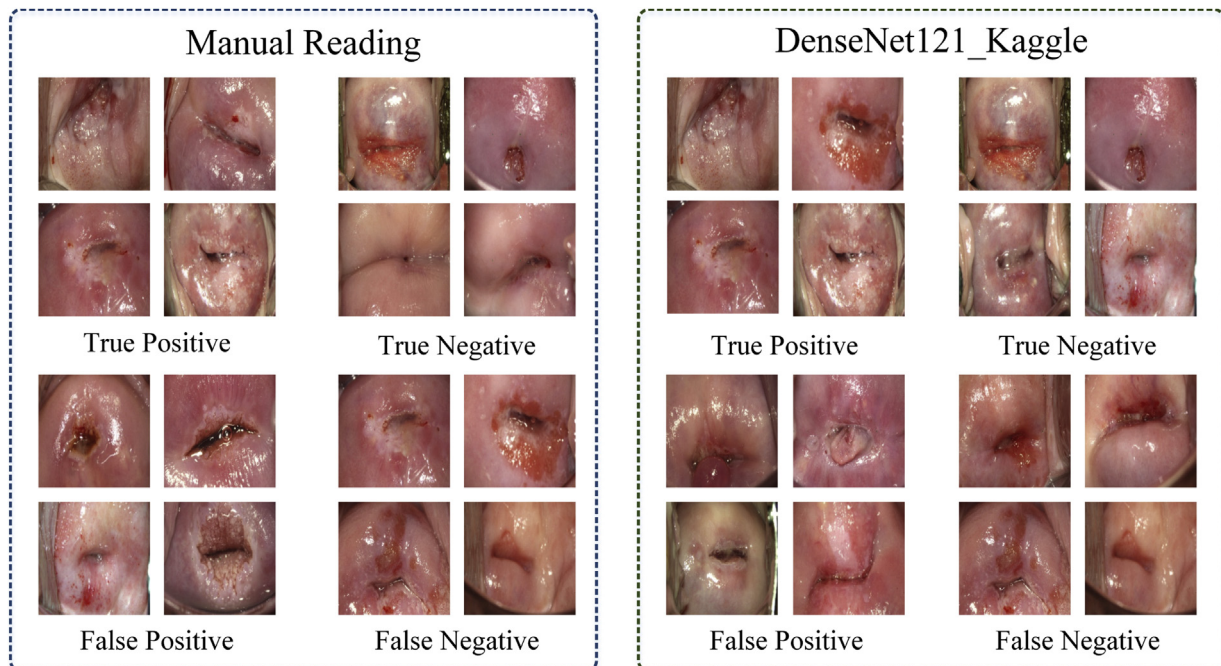 Manual Reading
True Positive
True Negative
False Positive
False Negative
DenseNet121_Kaggle
True Positive
True Negative
False Positive
False Negative